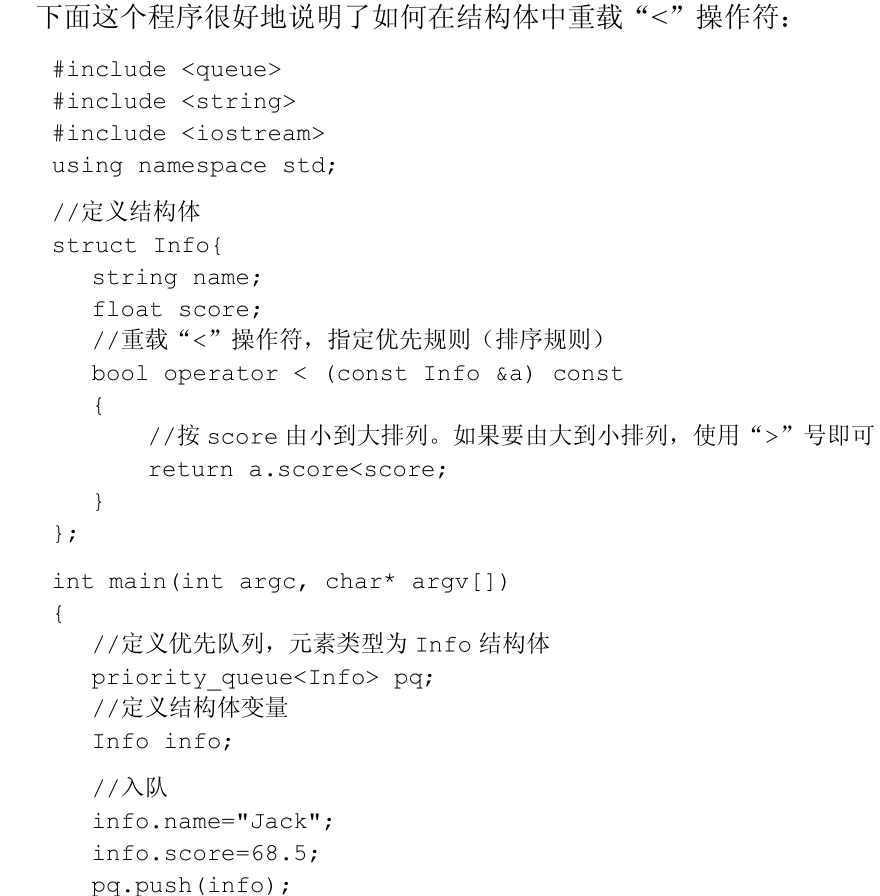 下面这个程序很好地说明了如何在结构体中重载“<”操作符：
#include <queue>
#include <string>
#include <iostream>
using namespace std;
//定义结构体
struct Info{
string name;
float score;
//重载“<”操作符，指定优先规则（排序规则）
bool operator < (const Info &a) const
{
//按 score 由小到大排列。如果要由大到小排列，使用“>”号即可
return a.score<score;
}
};
int main(int argc, char* argv[])
{
//定义优先队列，元素类型为 Info 结构体
priority_queue<Info> pq;
//定义结构体变量
Info info;
//入队
info.name="Jack";
info.score=68.5;
pq.push(info);